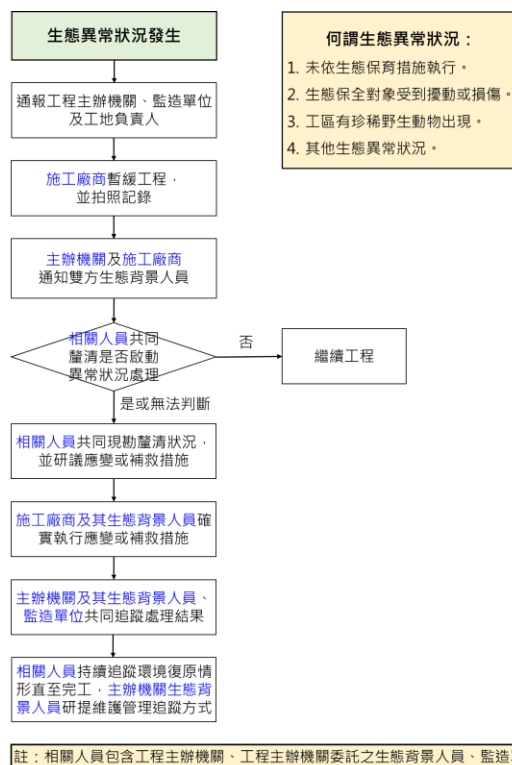 生態異常狀況發生
何謂生態異常狀況：
1. 未依生態保育措施執行。
2. 生態保全對象受到擾動或損傷。
3. 工區有珍稀野生動物出現。
4. 其他生態異常狀況。
通報工程主辦機關、監造單位
及工地負責人
施工廠商暫緩工程，
並拍照記錄
主辦機關及施工廠商
通知雙方生態背景人員
相關人員共同
釐清是否啟動
異常狀況處理
否
繼續工程
是或無法判斷
相關人員共同現勘釐清狀況，
並研議應變或補救措施
施工廠商及其生態背景人員確
實執行應變或補救措施
主辦機關及其生態背景人員、
監造單位共同追蹤處理結果
相關人員持續追蹤環境復原情
形直至完工，主辦機關生態背
景人員研提維護管理追蹤方式
註：相關人員包含工程主辦機關、工程主辦機關委託之生態背景人員、監造